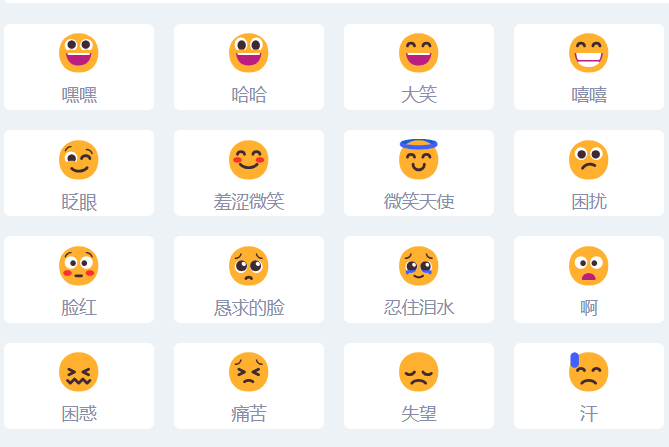 嘿嘿
哈哈
大笑
嘻嘻
眨眼
羞涩微笑
微笑天使
困扰
脸红
恳求的脸
忍住泪水
啊
困惑
痛苦
失望
汗